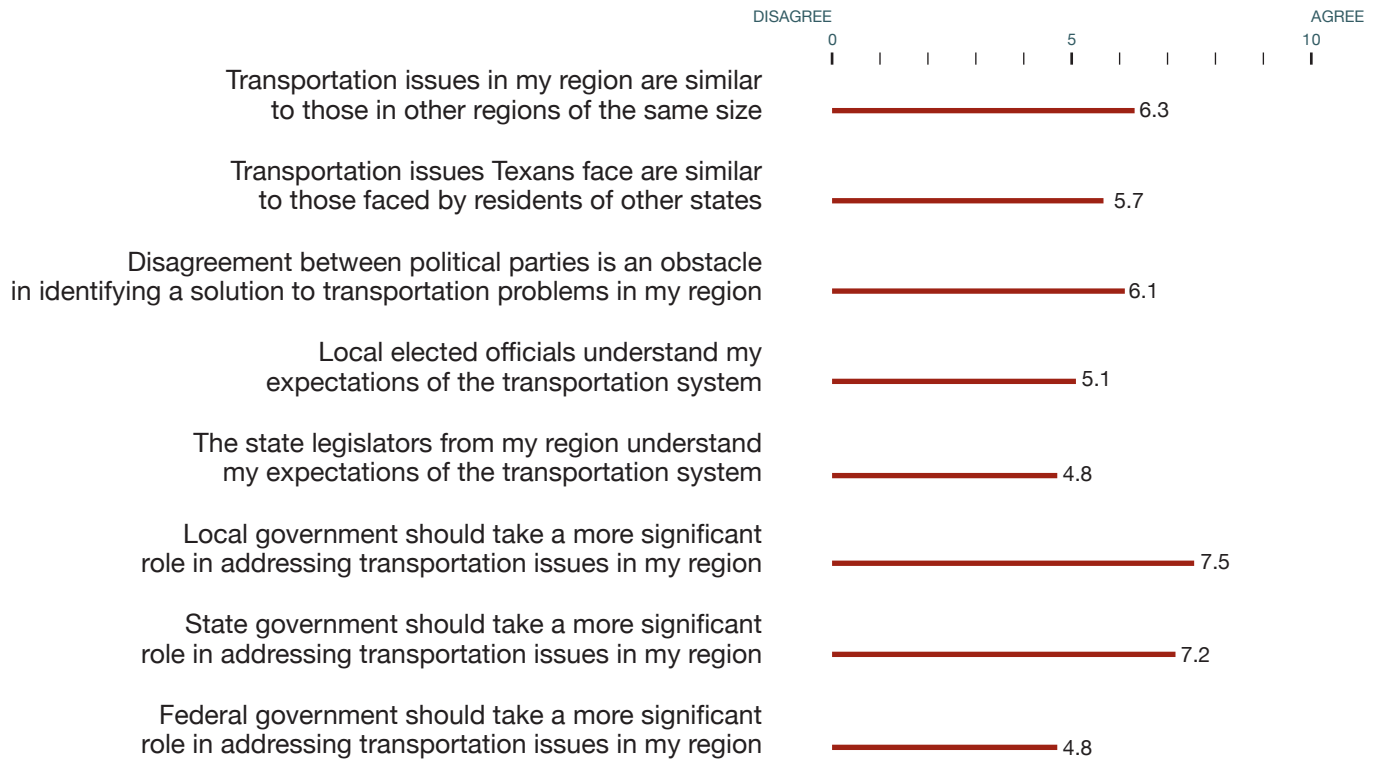 DISAGREE AGREE
0 5 10
Transportation issues in my region are similar
to those in other regions of the same size
6.3
Transportation issues Texans face are similar
to those faced by residents of other states
5.7
Disagreement between political parties is an obstacle
in identifying a solution to transportation problems in my region
6.1
Local elected officials understand my
expectations of the transportation system
5.1
The state legislators from my region understand
my expectations of the transportation system
4.8
Local government should take a more significant
role in addressing transportation issues in my region
7.5
State government should take a more significant
role in addressing transportation issues in my region
7.2
Federal government should take a more significant
role in addressing transportation issues in my region
4.8